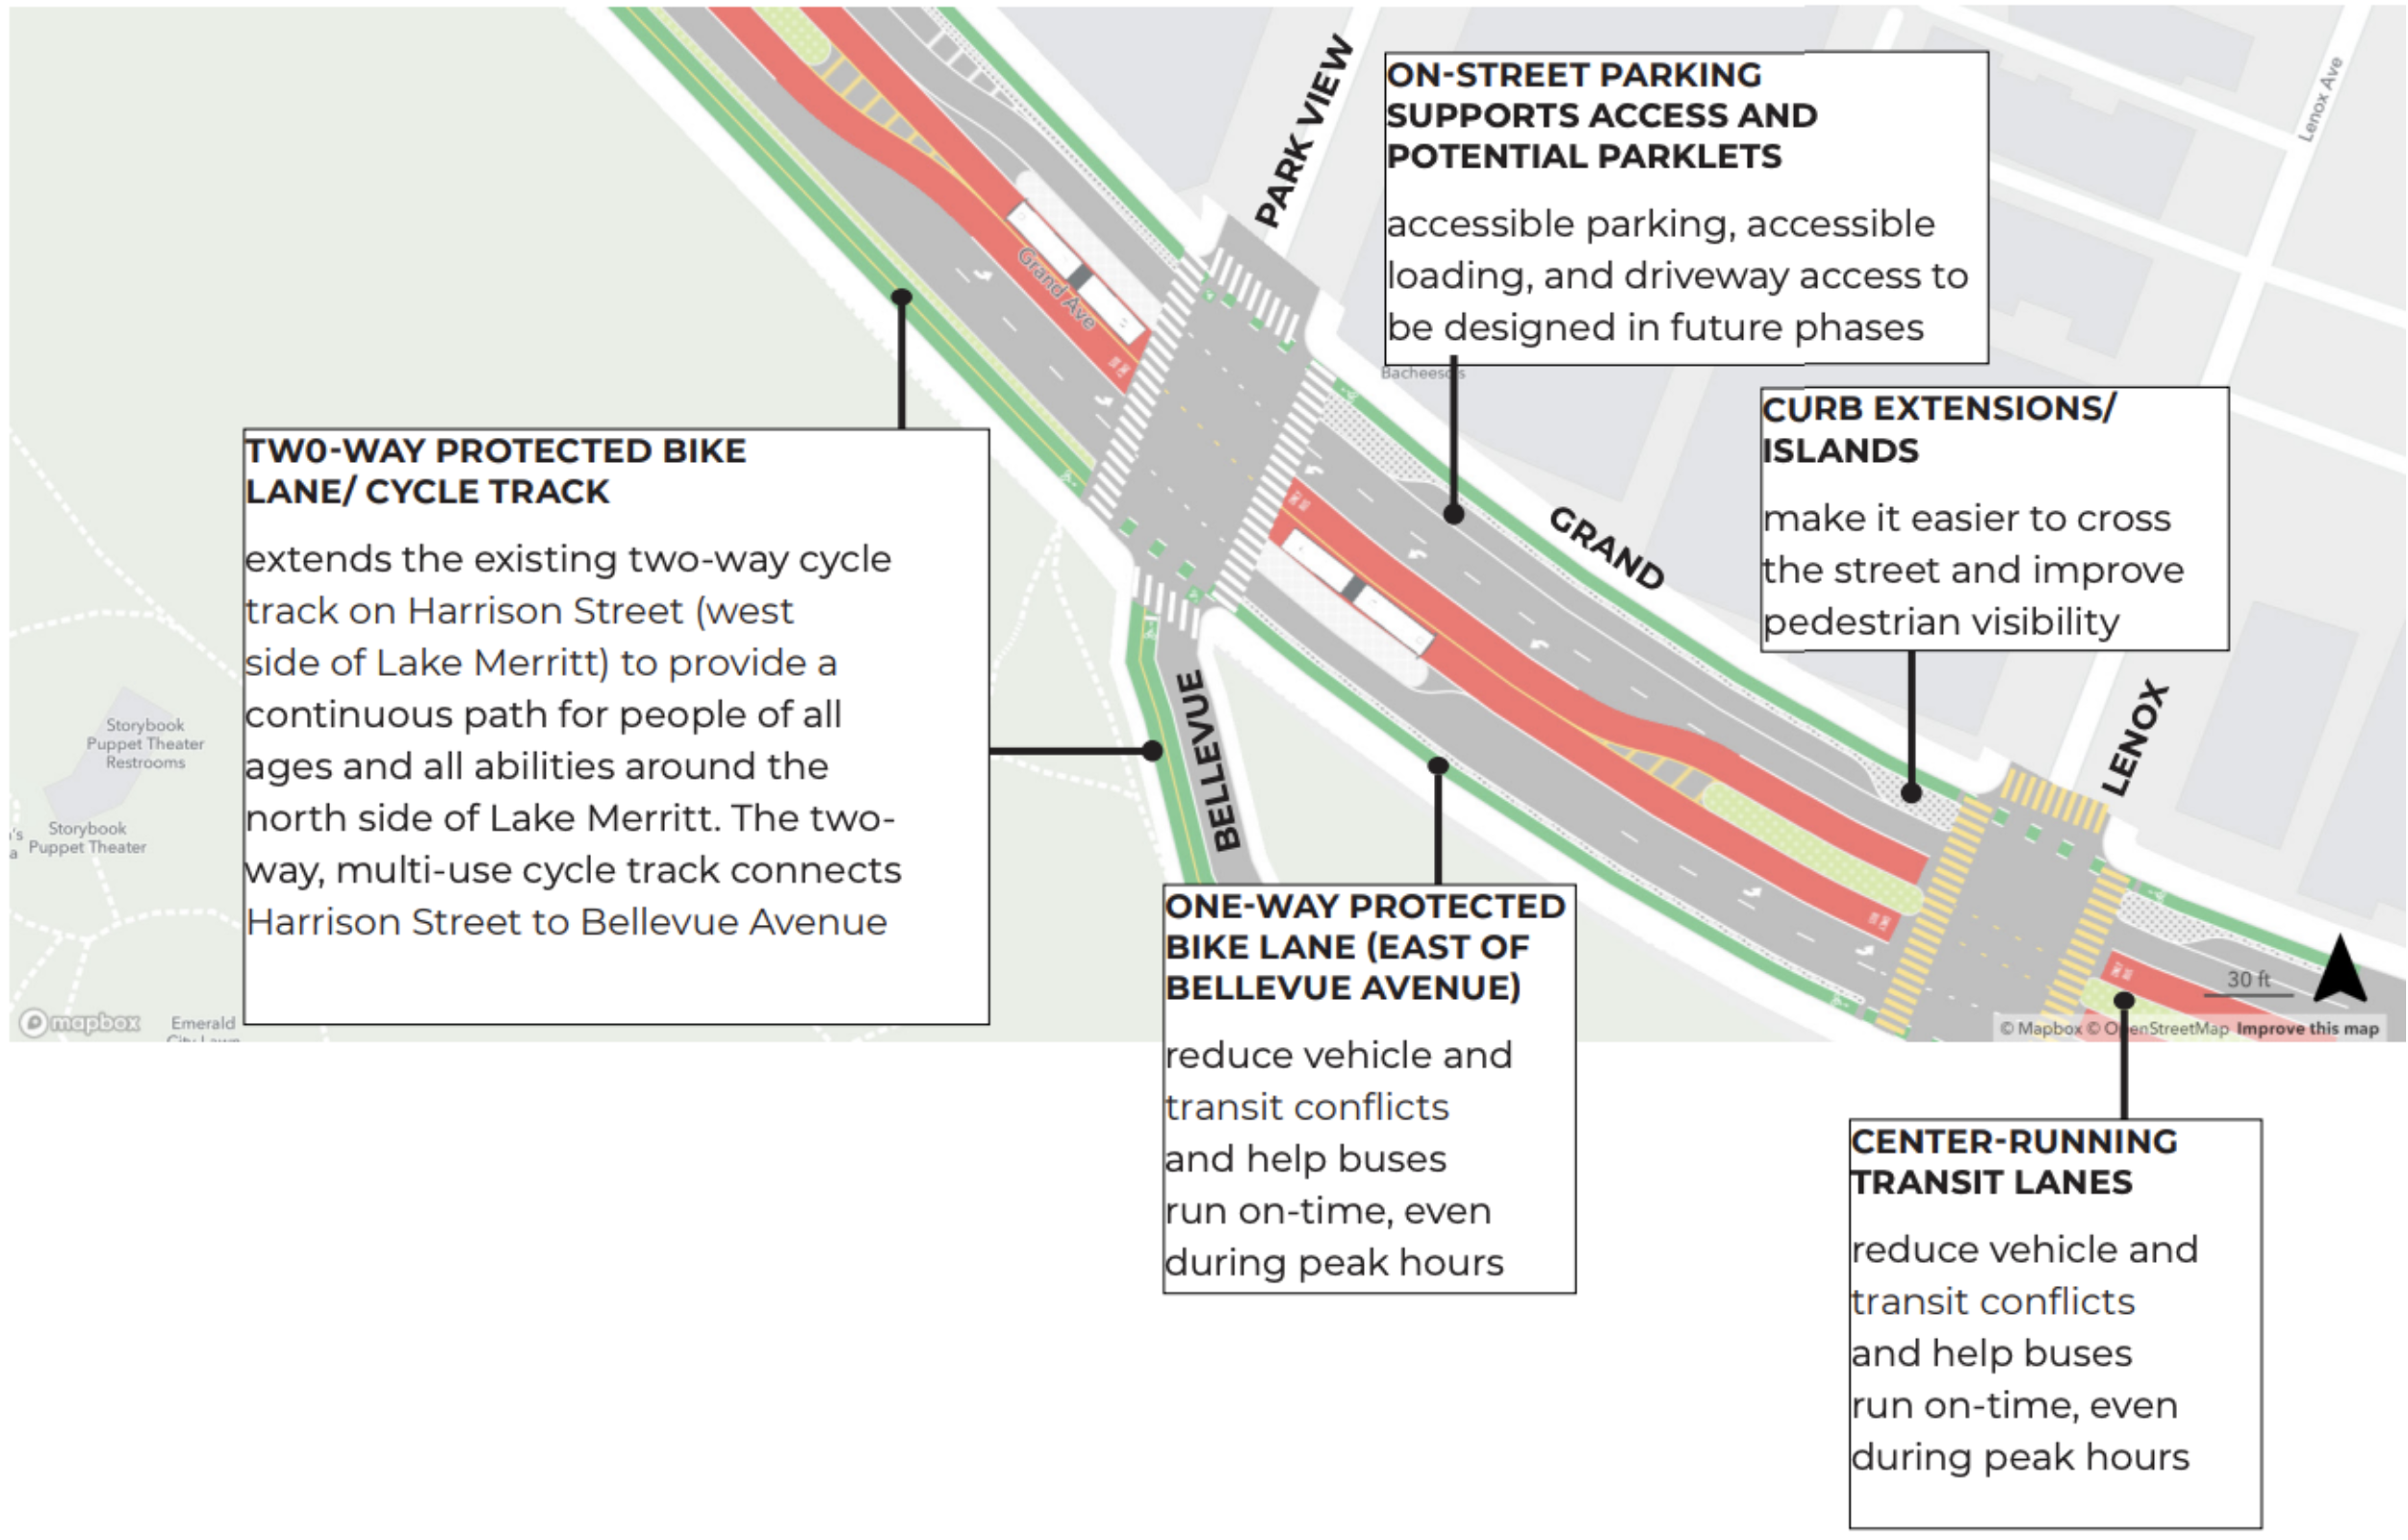 PARK VIEW
Lenox Ave
ON-STREET PARKING
SUPPORTS ACCESS AND
POTENTIAL PARKLETS
accessible parking, accessible
loading, and driveway access to
be designed in future phases
Grand Ave
CURB EXTENSIONS/
ISLANDS
make it easier to cross
the street and improve
pedestrian visibility
TWO-WAY PROTECTED BIKE
LANE/ CYCLE TRACK
extends the existing two-way cycle
track on Harrison Street (west
side of Lake Merritt) to provide a
continuous path for people of all
ages and all abilities around the
north side of Lake Merritt. The two-
way, multi-use cycle track connects
Harrison Street to Bellevue Avenue
GRAND
LENOX
BELLEVUE
Storybook
Puppet Theater
Restrooms
Storybook
Puppet Theater
mapbox
Emerald
City Lawn
ONE-WAY PROTECTED
BIKE LANE (EAST OF
BELLEVUE AVENUE)
reduce vehicle and
transit conflicts
and help buses
run on-time, even
during peak hours
30 ft
© Mapbox © OpenStreetMap Improve this map
CENTER-RUNNING
TRANSIT LANES
reduce vehicle and
transit conflicts
and help buses
run on-time, even
during peak hours